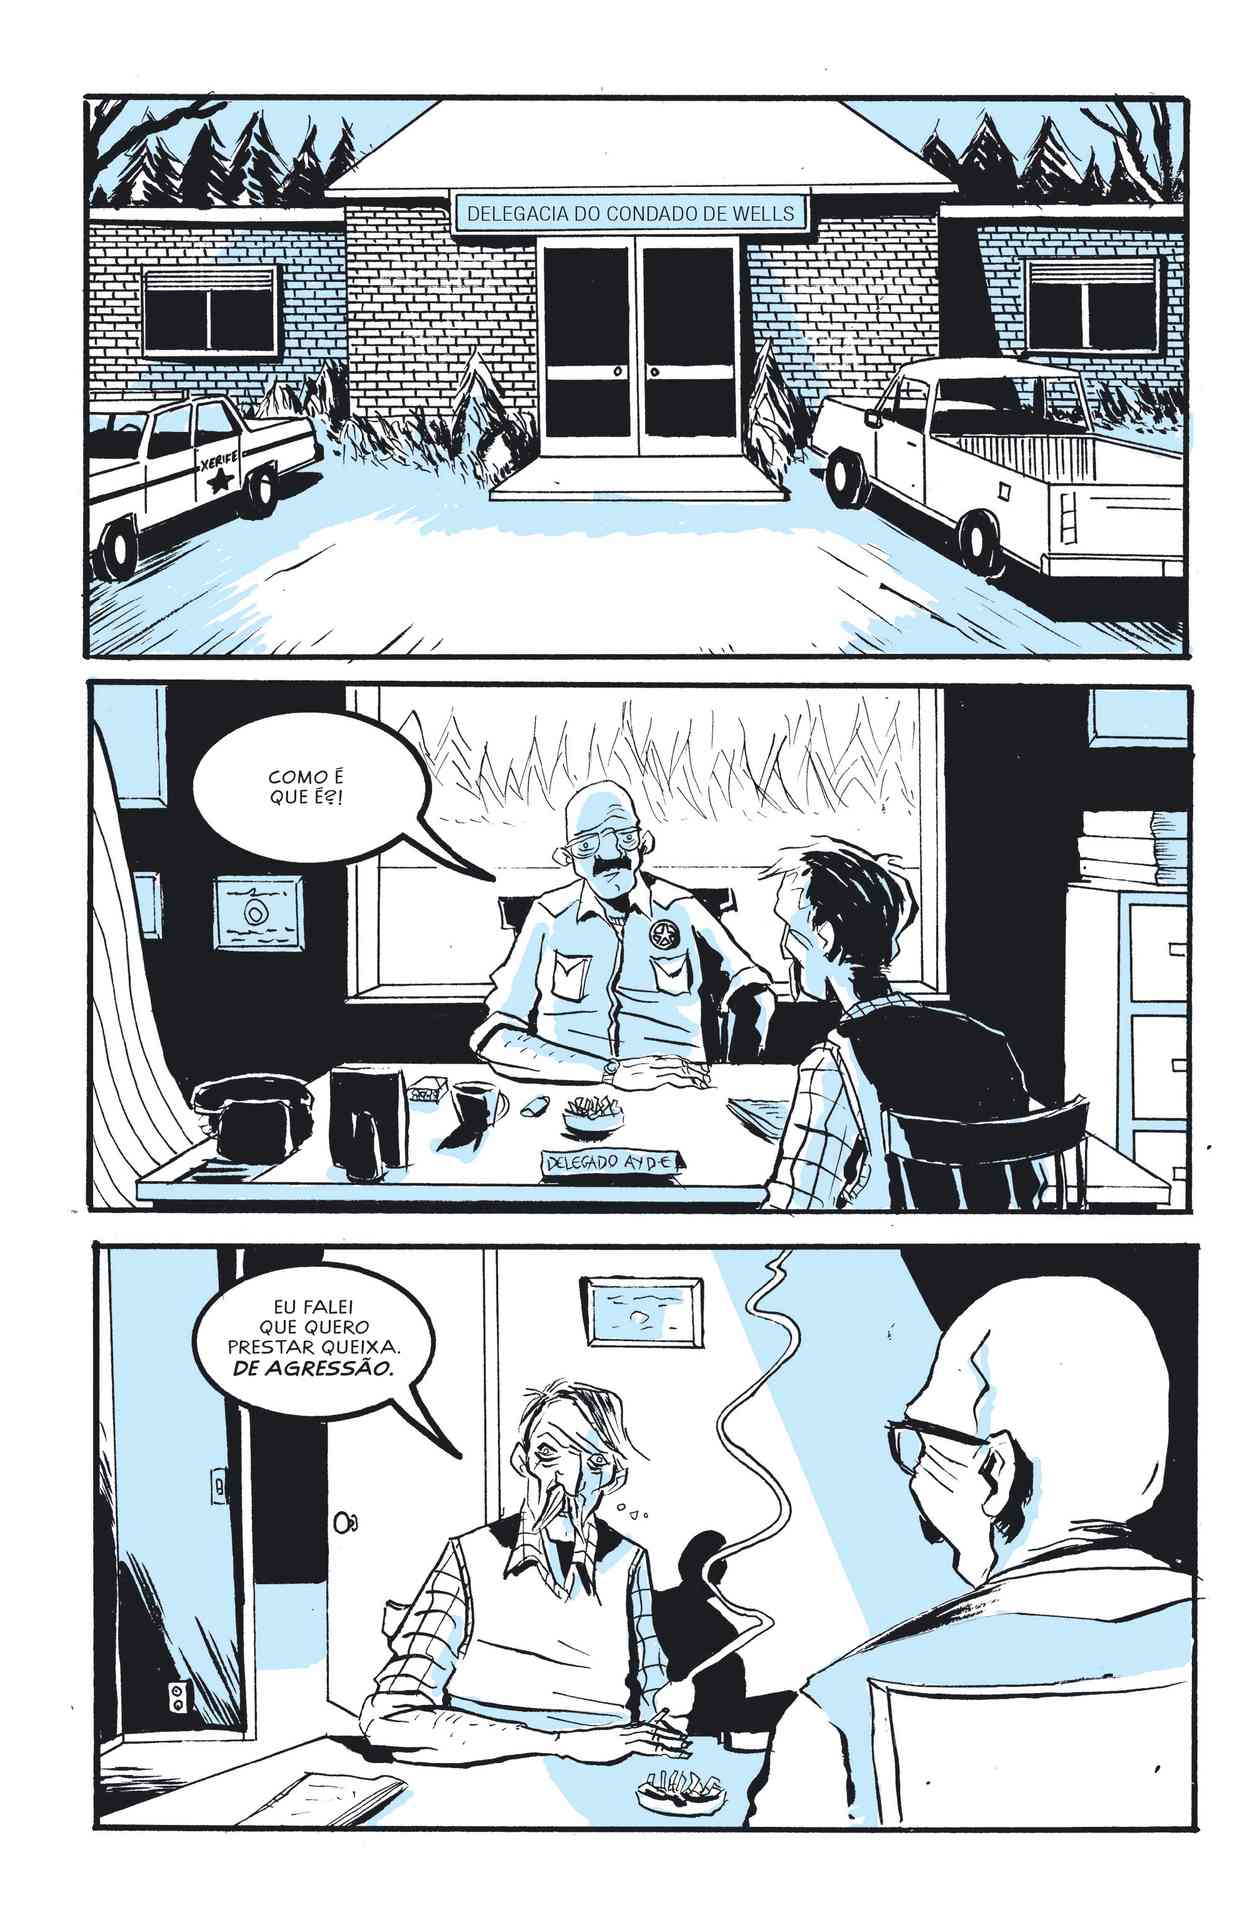 DELEGACIA DO CONDADO DE WELLS
XERIFE
COMO É
QUE É?!
DELEGADO AYDE
EU FALEI
QUE QUERO
PRESTAR QUEIXA.
DE AGRESSÃO.